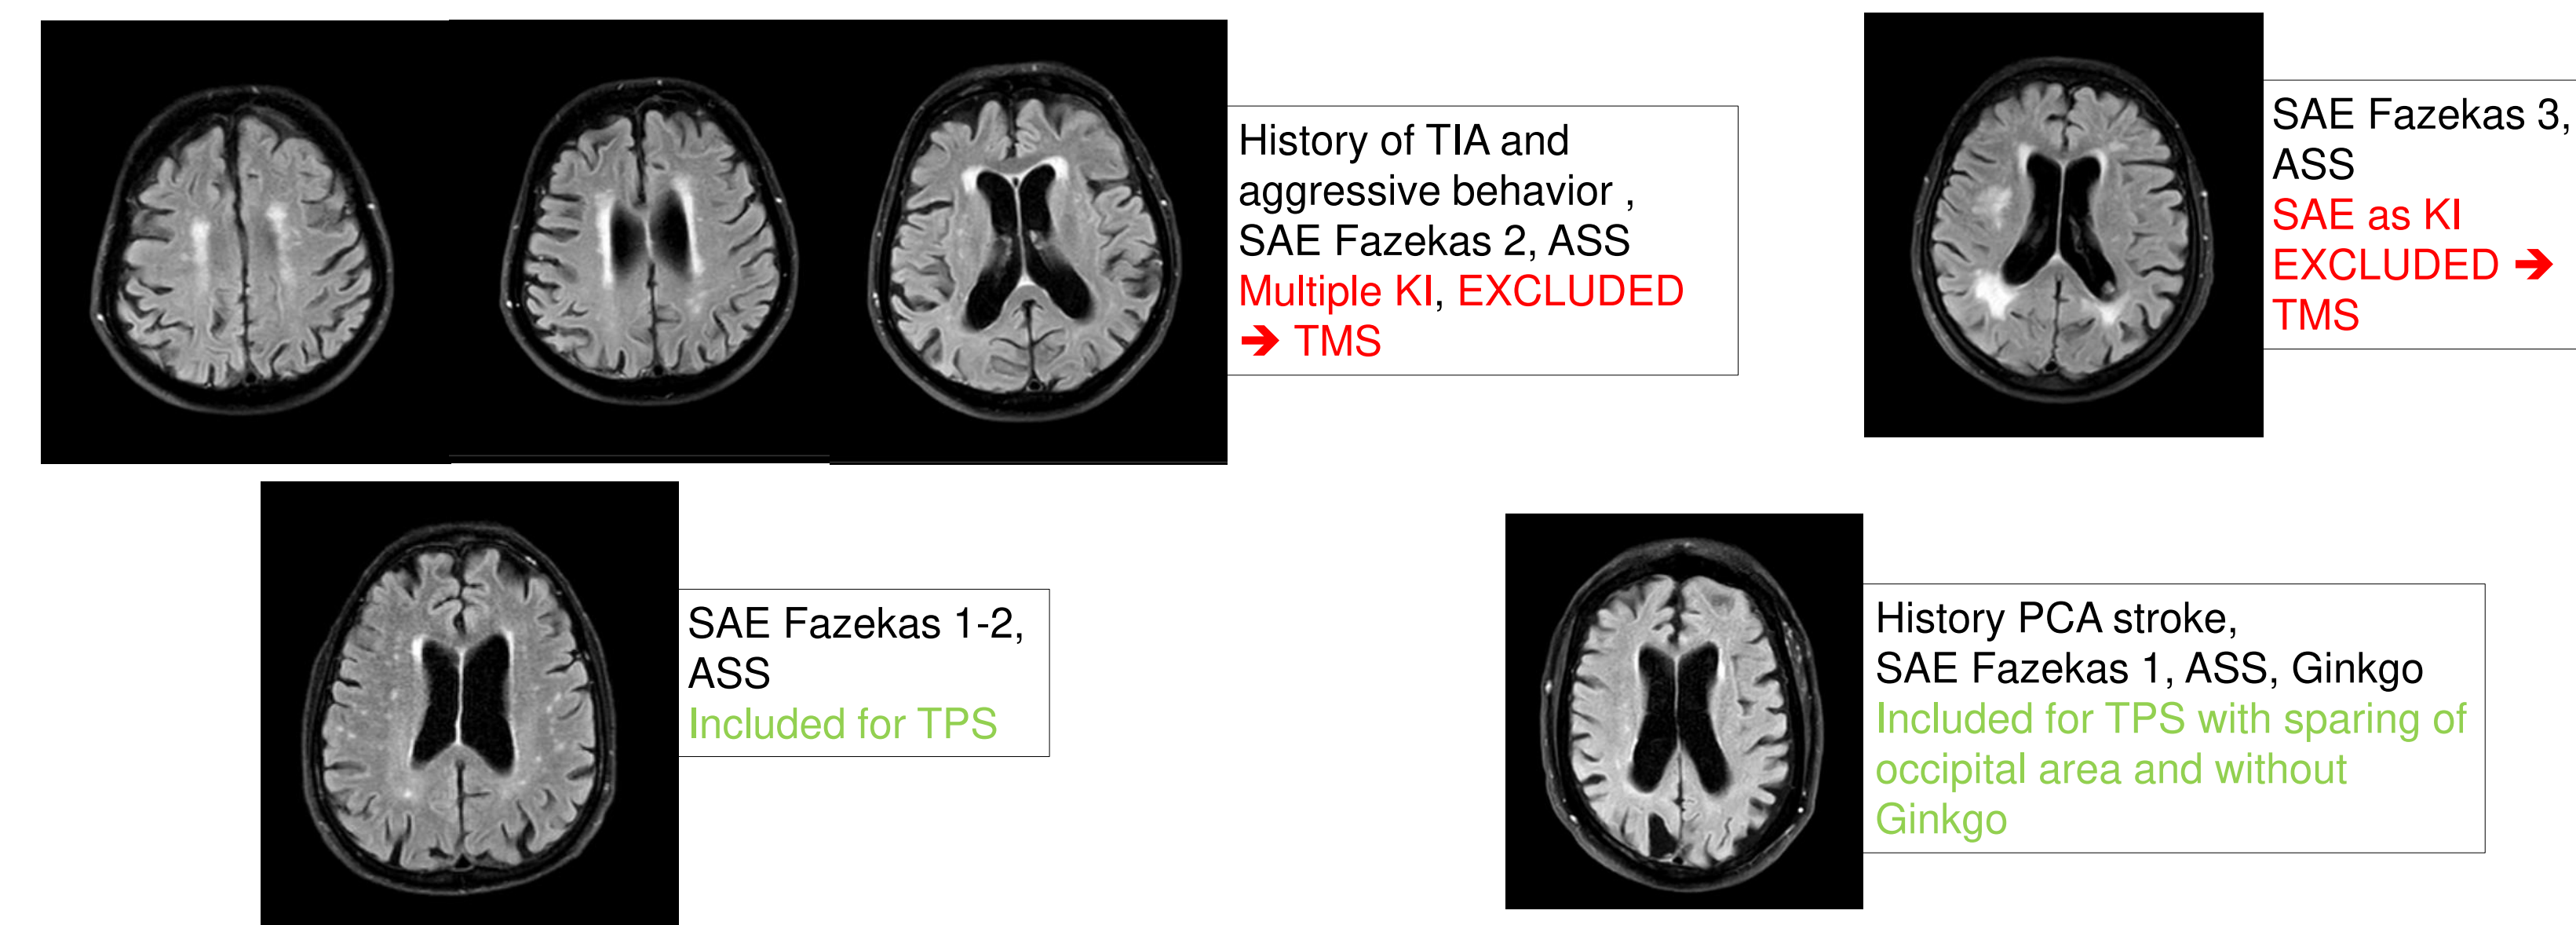 History of TIA and
aggressive behavior ,
SAE Fazekas 2, ASS
Multiple KI, EXCLUDED
➔ TMS
SAE Fazekas 3,
ASS
SAE as KI
EXCLUDED ➔
TMS
SAE Fazekas 1-2,
ASS
Included for TPS
History PCA stroke,
SAE Fazekas 1, ASS, Ginkgo
Included for TPS with sparing of
occipital area and without
Ginkgo